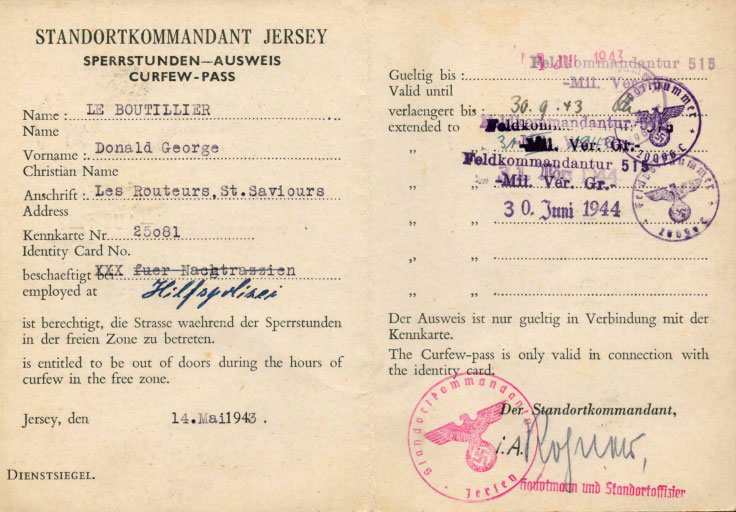 STANDORTKOMMANDANT JERSEY
SPERRSTUNDEN—AUSWEIS
CURFEW-PASS
Name : LE BOUTILLIER
Name
Vorname : Donald George
Christian Name
Anschrift : Les Routeurs, St. Saviours
Address
Kennkarte Nr. 25081
Identity Card No.
beschaeftigt bei XXX fuer Nachtrazzien
employed at Hilfspolizei
ist berechtigt, die Strasse waehrend der Sperrstunden
in der freien Zone zu betreten.
is entitled to be out of doors during the hours of
curfew in the free zone.
Jersey, den 14. Mai 1943.
DIENSTSIEGEL.
Feldkommandantur 515
Gueltig bis : 1943
-Mil. Ver
Valid until
verlaengert bis : 30. 9. 43
extended to Feldkommandantur
„ „ -Mil. Ver. Gr.-
Feldkommandantur 515
„ „ -Mil. Ver. Gr.-
„ „ 30. Juni 1944
„ „
„ „
Der Ausweis ist nur gueltig in Verbindung mit der
Kennkarte.
The Curfew-pass is only valid in connection with
the identity card.
Standortkommandantur
Jersey
Der Standortkommandant,
i.A.
Hauptmann und Standortoffizier